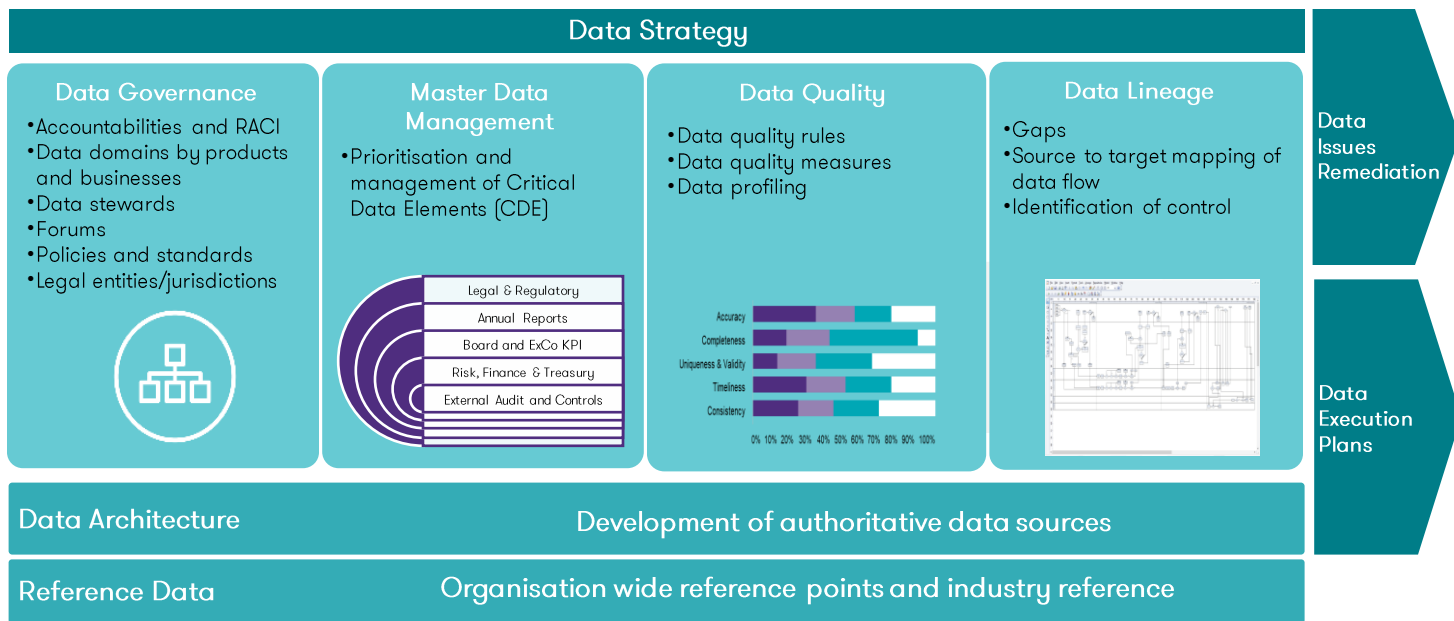 Data Strategy
Data Governance
•Accountabilities and RACI
•Data domains by products
and businesses
•Data stewards
•Forums
•Policies and standards
•Legal entities/jurisdictions
Master Data
Management
•Prioritisation and
management of Critical
Data Elements (CDE)
Legal & Regulatory
Annual Reports
Board and ExCo KPI
Risk, Finance & Treasury
External Audit and Controls
Data Quality
•Data quality rules
•Data quality measures
•Data profiling
Accuracy
Completeness
Uniqueness & Validity
Timeliness
Consistency
0% 10% 20% 30% 40% 50% 60% 70% 80% 90% 100%
Data Lineage
•Gaps
•Source to target mapping of
data flow
•Identification of control
Data
Issues
Remediation
Data
Execution
Plans
Data Architecture
Development of authoritative data sources
Reference Data
Organisation wide reference points and industry reference